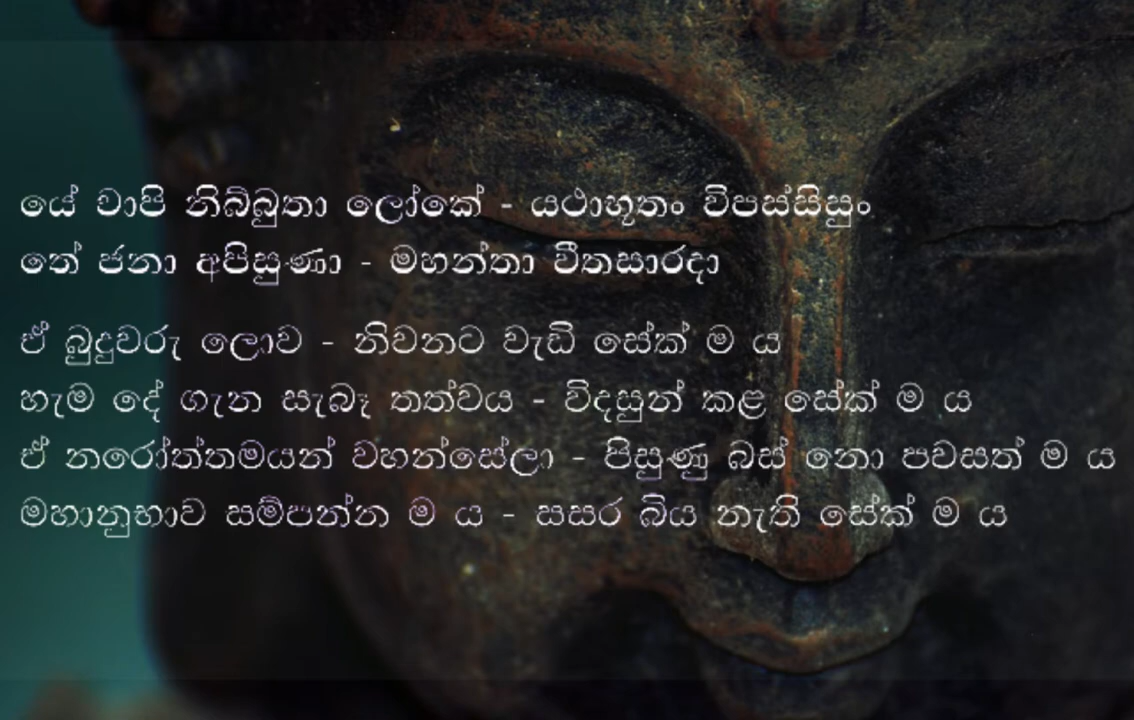 යේ චාපි නිබ්බුතා ලෝකේ - යථාභූතං විපස්සිසුං
තේ ජනා අපිසුණා - මහන්තා වීතසාරදා
ඒ බුදුවරු ලොව - නිවනට වැඩි සේක් ම ය
හැම දේ ගැන සැබෑ තත්වය - විදසුන් කළ සේක් ම ය
ඒ නරෝත්තමයන් වහන්සේලා - පිසුණු බස් නො පවසත් ම ය
මහානුභාව සම්පන්න ම ය - සසර බිය නැති සේක් ම ය